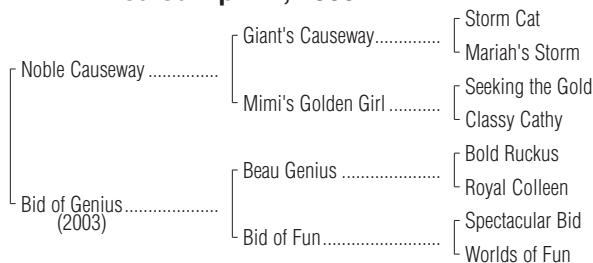 Noble Causeway ...............
Bid of Genius....................
(2003)
Giant's Causeway..............
Mimi's Golden Girl ...........
Beau Genius .....................
Bid of Fun.........................
Storm Cat
Mariah's Storm
Seeking the Gold
Classy Cathy
Bold Ruckus
Royal Colleen
Spectacular Bid
Worlds of Fun